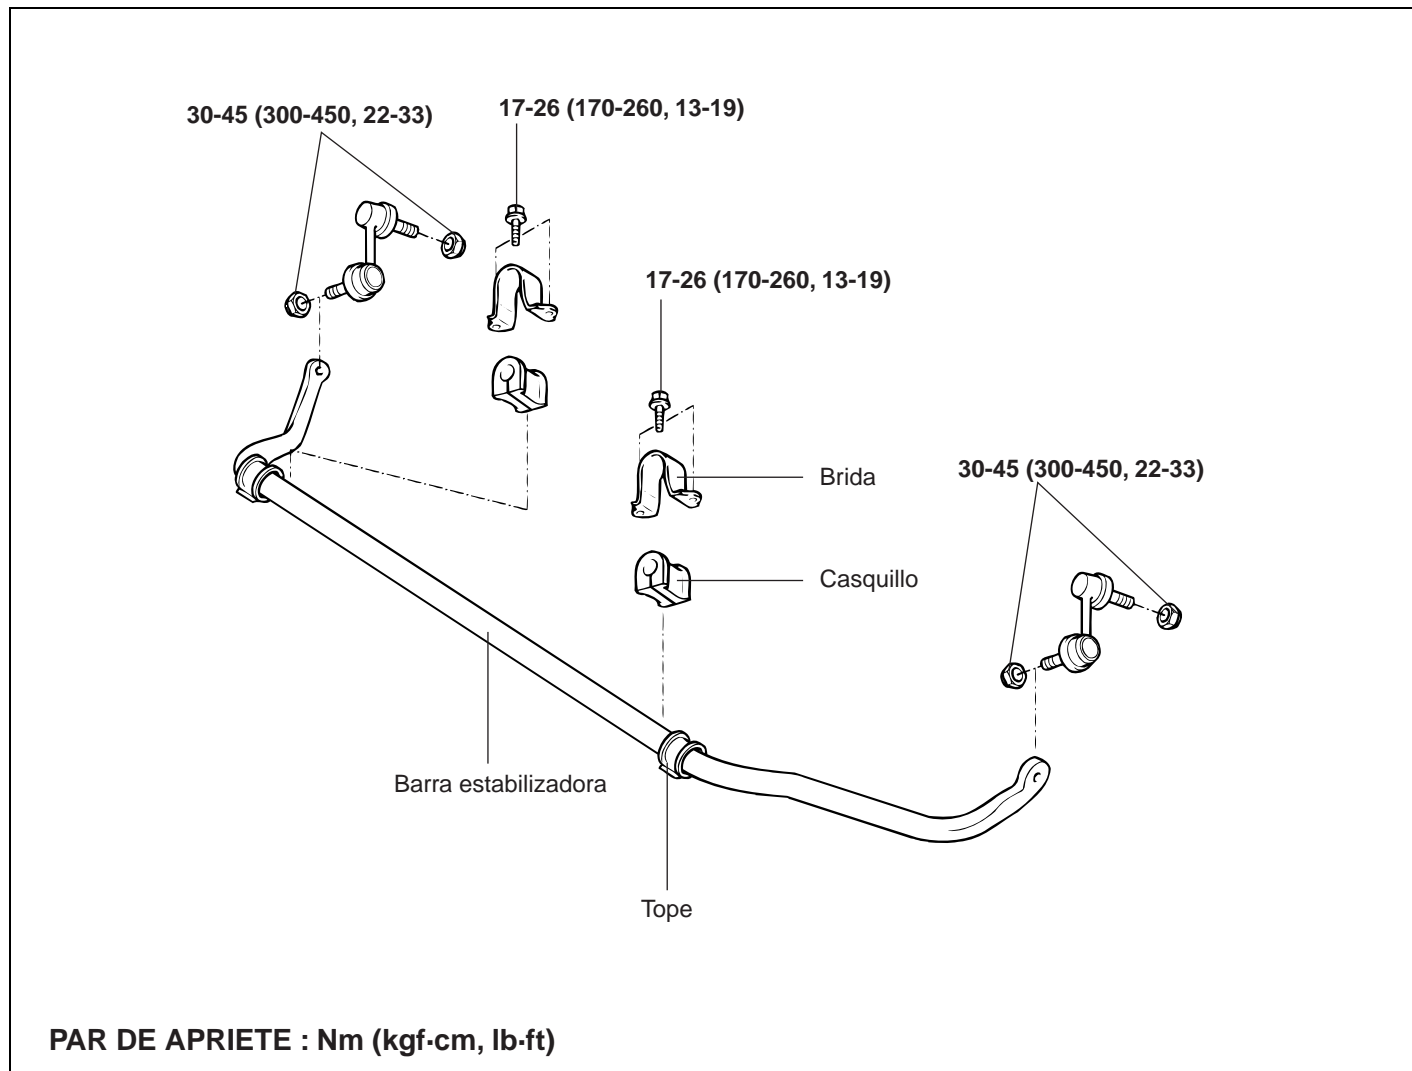 30-45 (300-450, 22-33)
17-26 (170-260, 13-19)
17-26 (170-260, 13-19)
Brida
30-45 (300-450, 22-33)
Casquillo
Barra estabilizadora
Tope
PAR DE APRIETE : Nm (kgf·cm, lb·ft)